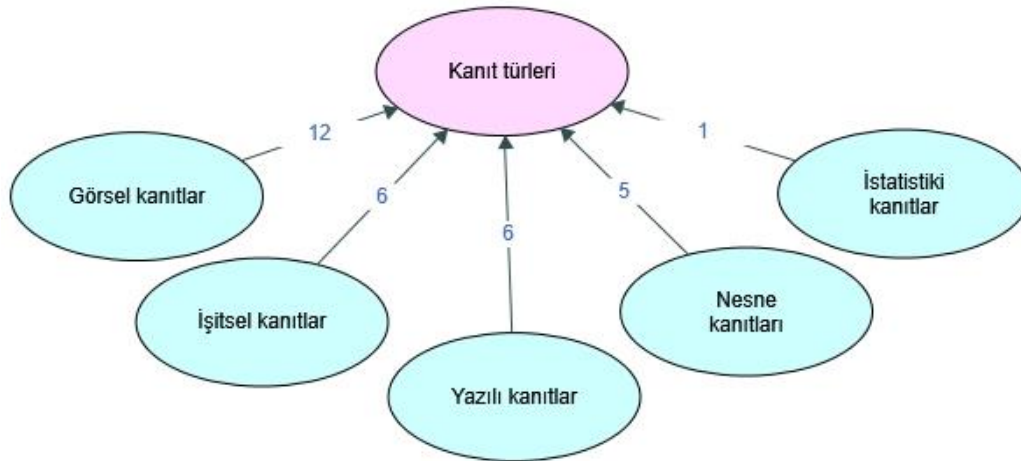 Kanıt türleri
12
1
Görsel kanıtlar
6
6
5
İstatistiki
kanıtlar
İşitsel kanıtlar
Nesne
kanıtları
Yazılı kanıtlar